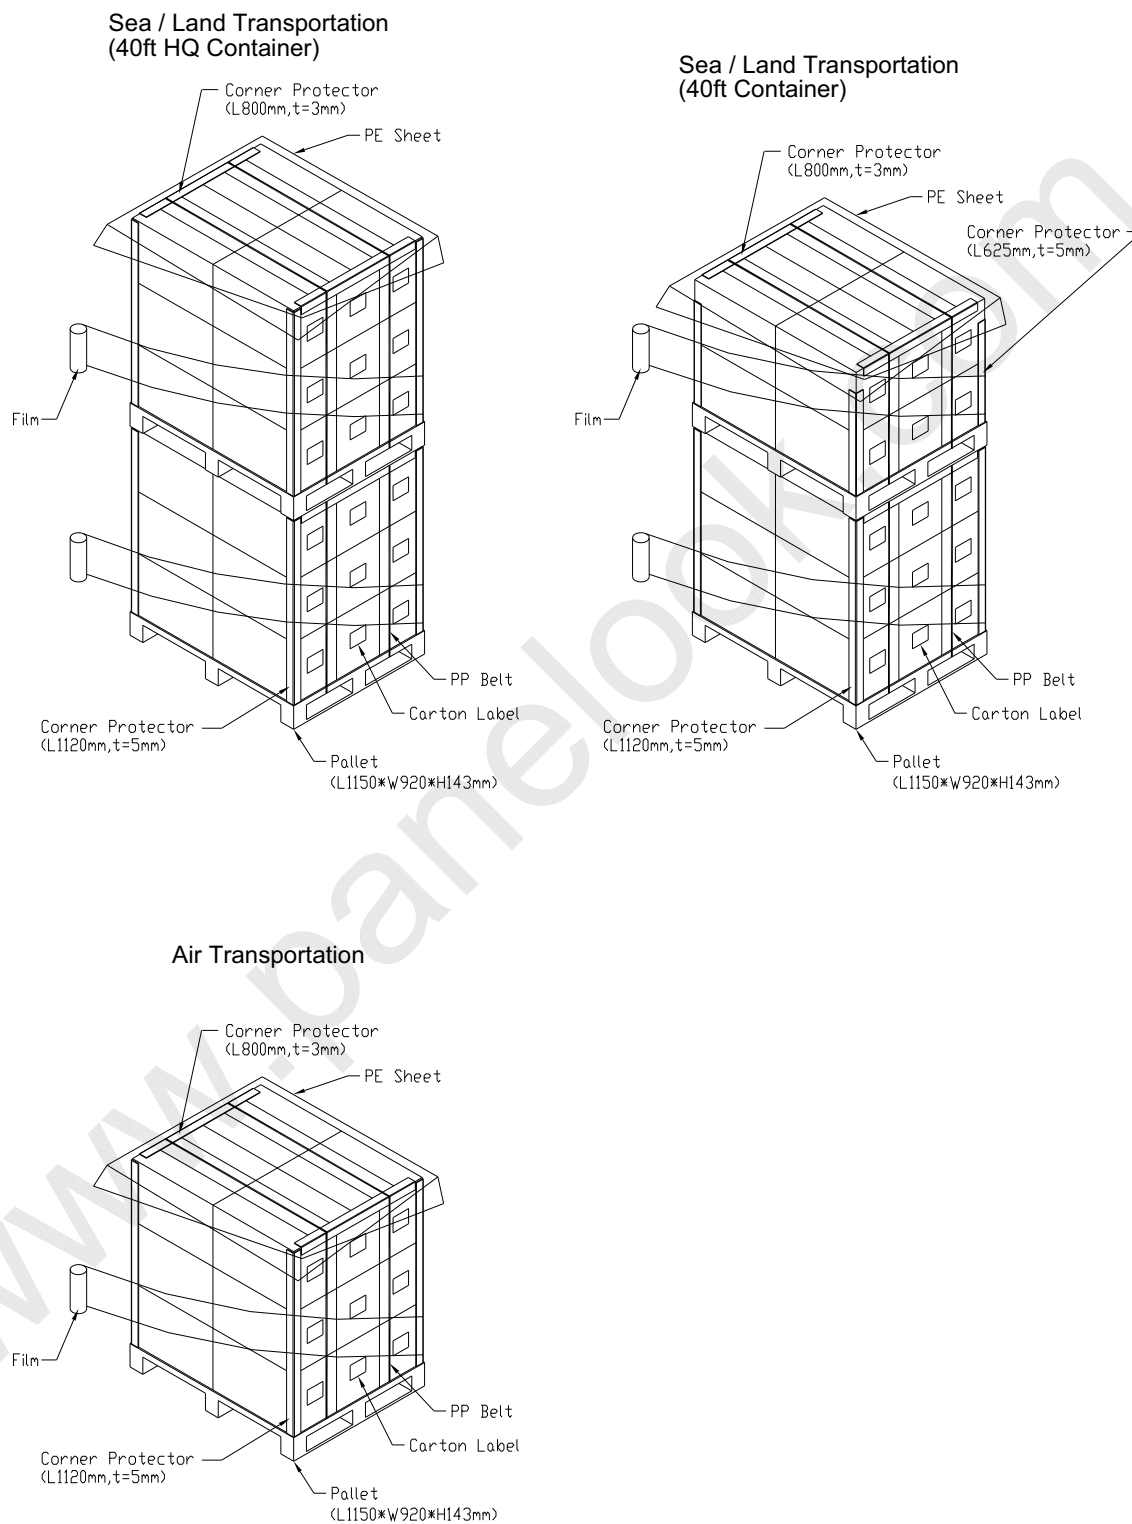 Sea / Land Transportation
(40ft HQ Container)
Corner Protector
(L800mm,t=3mm)
PE Sheet
Film
PP Belt
Carton Label
Corner Protector
(L1120mm,t=5mm)
Pallet
(L1150*W920*H143mm)
Sea / Land Transportation
(40ft Container)
Corner Protector
(L800mm,t=3mm)
PE Sheet
Corner Protector
(L625mm,t=5mm)
Film
PP Belt
Carton Label
Corner Protector
(L1120mm,t=5mm)
Pallet
(L1150*W920*H143mm)
Air Transportation
Corner Protector
(L800mm,t=3mm)
PE Sheet
Film
PP Belt
Carton Label
Corner Protector
(L1120mm,t=5mm)
Pallet
(L1150*W920*H143mm)
www.panelook.com